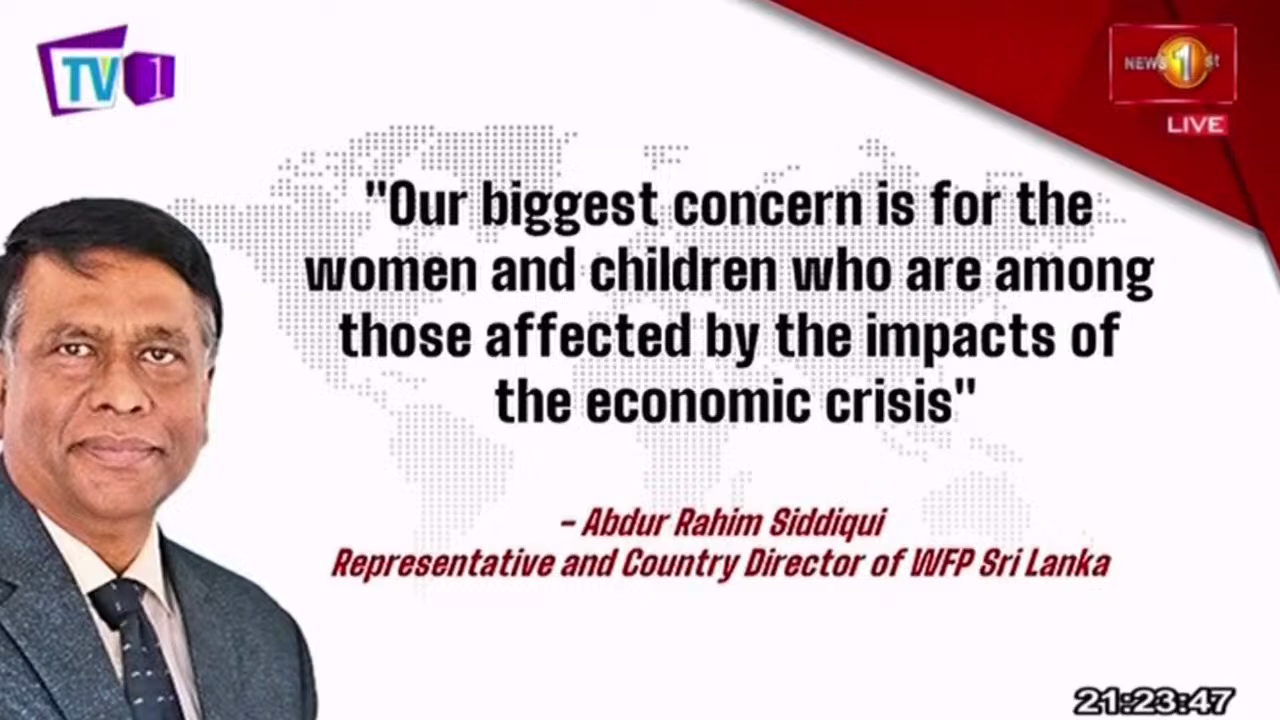 TV 1
NEWS 1st
LIVE
"Our biggest concern is for the
women and children who are among
those affected by the impacts of
the economic crisis"
- Abdur Rahim Siddiqui
Representative and Country Director of WFP Sri Lanka
21:23:47